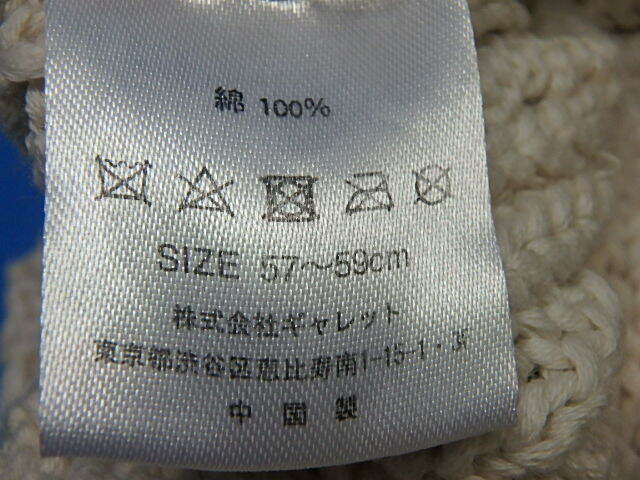 綿 100%
SIZE 57〜59cm
株式会社ギャレット
東京都渋谷区恵比寿南1-15-1・3F
中国製